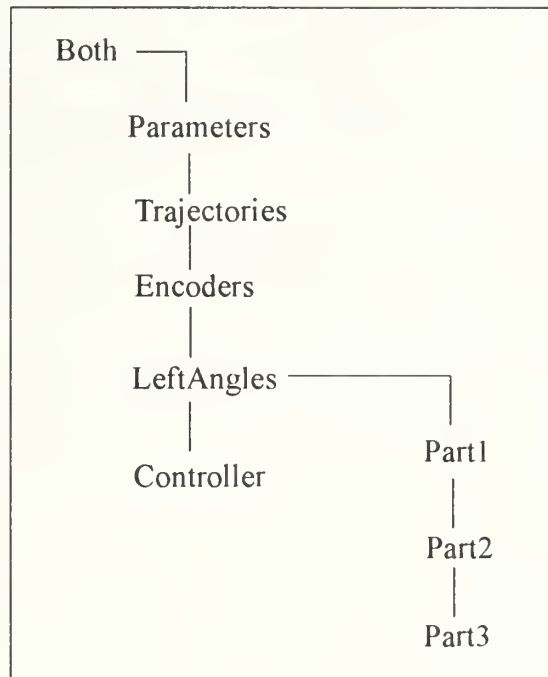 Both
Parameters
Trajectories
Encoders
LeftAngles
Controller
Part1
Part2
Part3